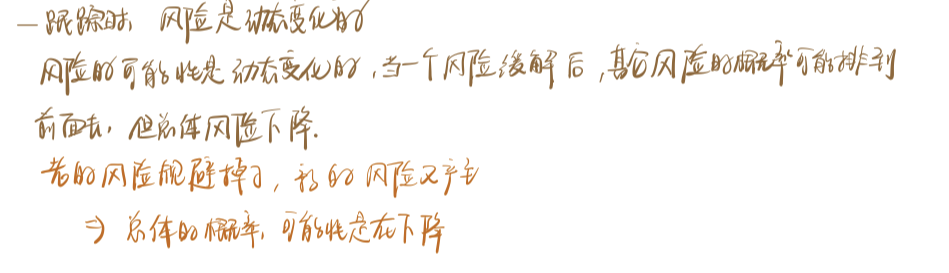 一 跟踪时，风险是动态变化的
风险的可能性是动态变化的，当一个风险缓解后，其它风险的概率可能排到
前面去，但总体风险下降.
老的风险规避掉了，新的风险又产生
⇒ 总体的概率，可能性是在下降